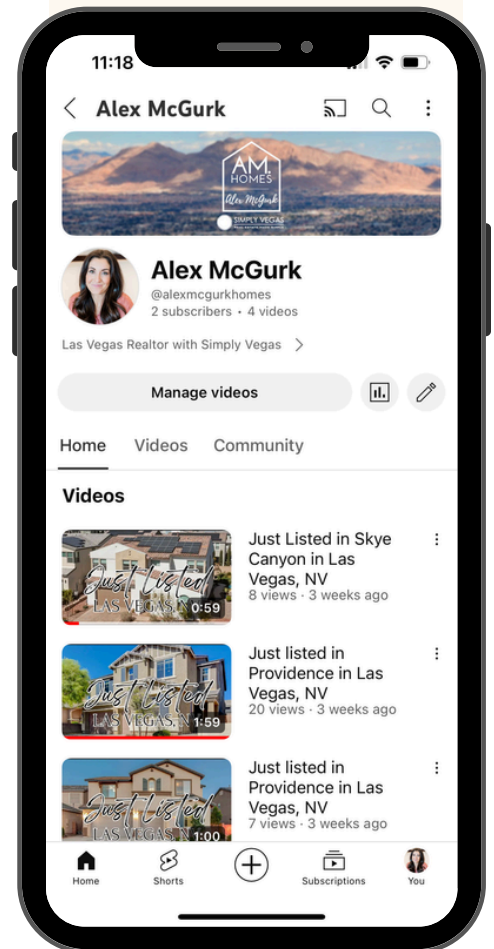 11:18
Alex McGurk
AM.
HOMES
Alex McGurk
SIMPLY VEGAS
Alex McGurk
@alexmcgurkhomes
2 subscribers • 4 videos
Las Vegas Realtor with Simply Vegas
Manage videos
Home Videos Community
Videos
Just Listed
LAS VEGAS, N
0:59
Just Listed in Skye
Canyon in Las
Vegas, NV
8 views · 3 weeks ago
Just Listed
LAS VEGAS, N
1:59
Just listed in
Providence in Las
Vegas, NV
20 views · 3 weeks ago
Just Listed
LAS VEGAS, N
1:00
Just listed in
Providence in Las
Vegas, NV
7 views · 3 weeks ago
Home Shorts Subscriptions You